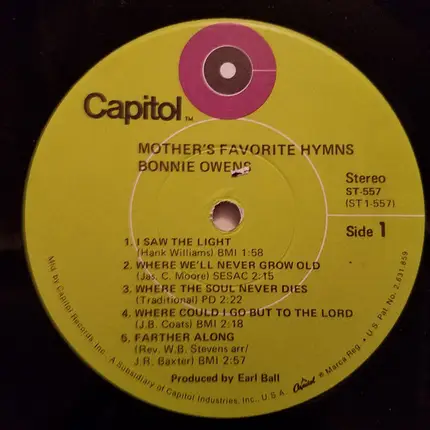 Capitol TM
MOTHER'S FAVORITE HYMNS
BONNIE OWENS
Stereo
ST-557
(ST1-557)
Side 1
1. I SAW THE LIGHT
(Hank Williams) BMI 1:58
2. WHERE WE'LL NEVER GROW OLD
(Jas. C. Moore) SESAC 2:15
3. WHERE THE SOUL NEVER DIES
(Traditional) PD 2:22
4. WHERE COULD I GO BUT TO THE LORD
(J.B. Coats) BMI 2:18
5. FARTHER ALONG
(Rev. W.B. Stevens arr/
J.R. Baxter) BMI 2:57
Produced by Earl Ball
Mfg. by Capitol Records, Inc., A Subsidiary of Capitol Industries, Inc., U.S.A. Capitol ® Marca Reg. • U.S. Pat. No. 2,631,859